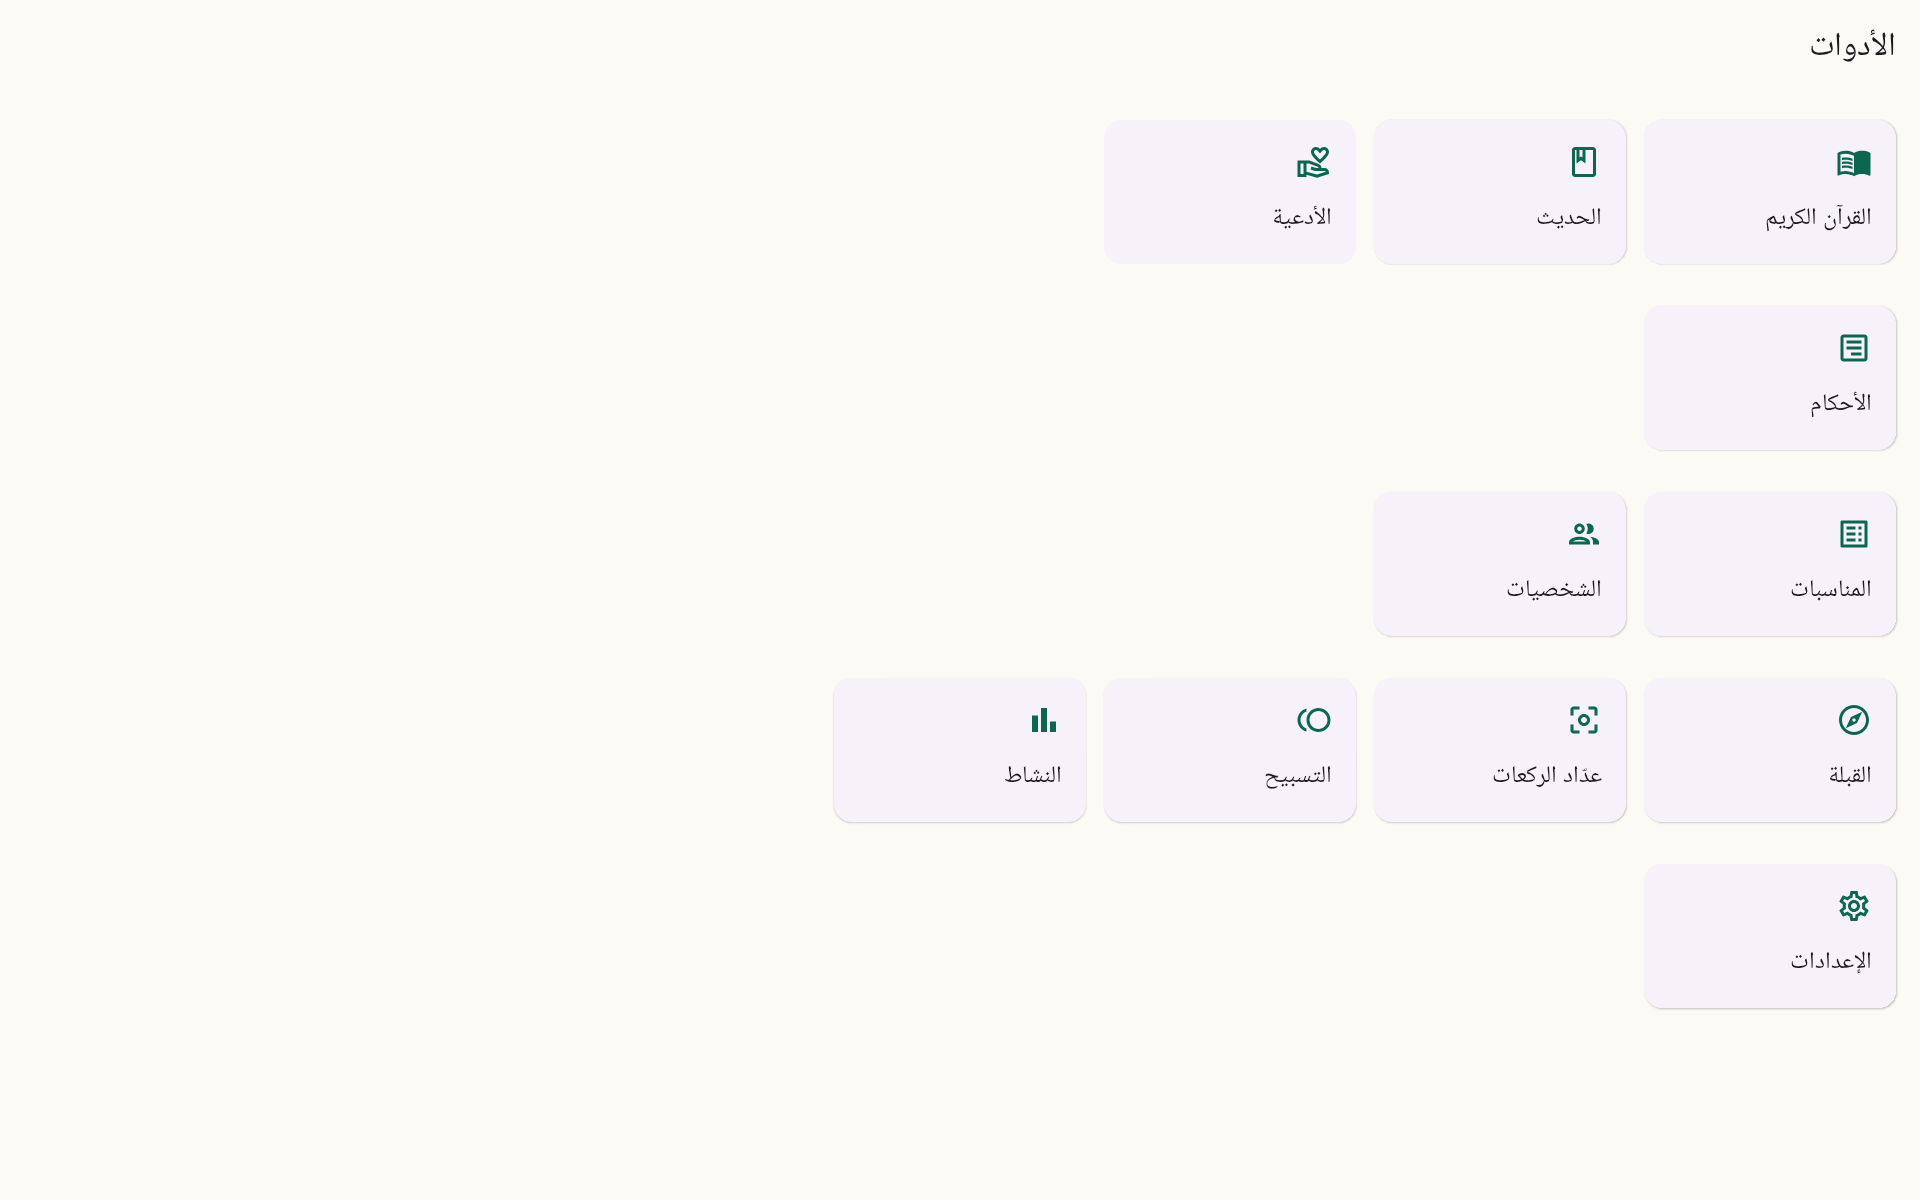 الأدوات
القرآن الكريم
الحديث
الأدعية
الأحكام
المناسبات
الشخصيات
القبلة
عدّاد الركعات
التسبيح
النشاط
الإعدادات